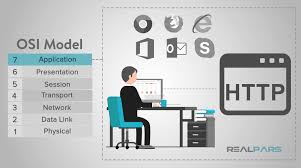 OSI Model
7 Application
6 Presentation
5 Session
4 Transport
3 Network
2 Data Link
1 Physical
HTTP
REALPARS